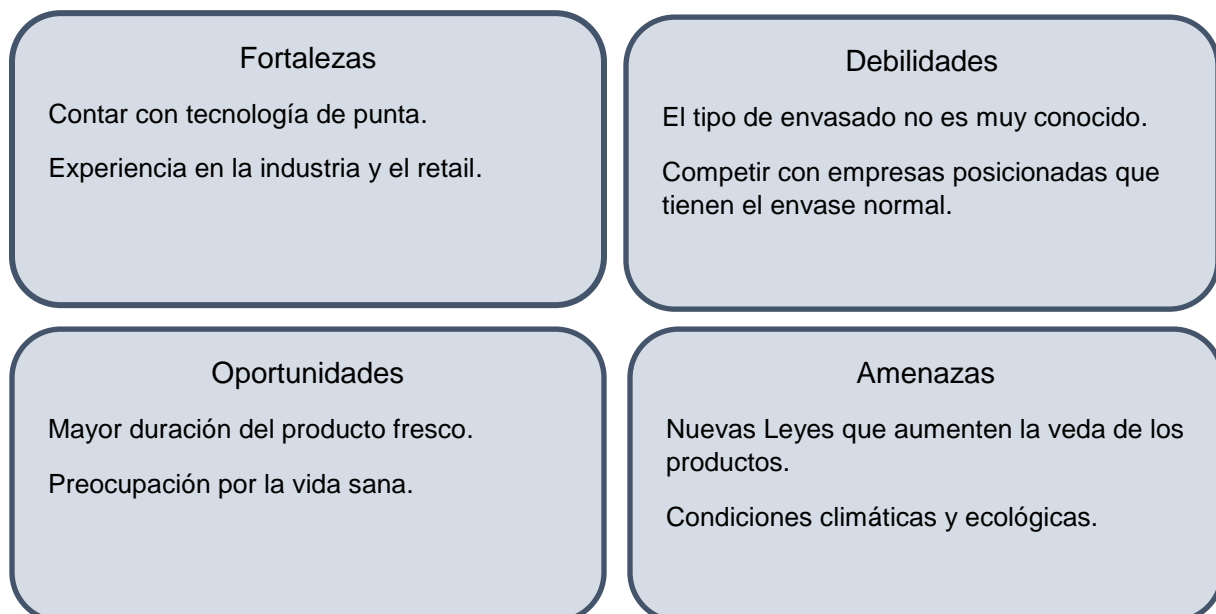 Fortalezas
Contar con tecnología de punta.
Experiencia en la industria y el retail.
Debilidades
El tipo de envasado no es muy conocido.
Competir con empresas posicionadas que
tienen el envase normal.
Oportunidades
Mayor duración del producto fresco.
Preocupación por la vida sana.
Amenazas
Nuevas Leyes que aumenten la veda de los
productos.
Condiciones climáticas y ecológicas.